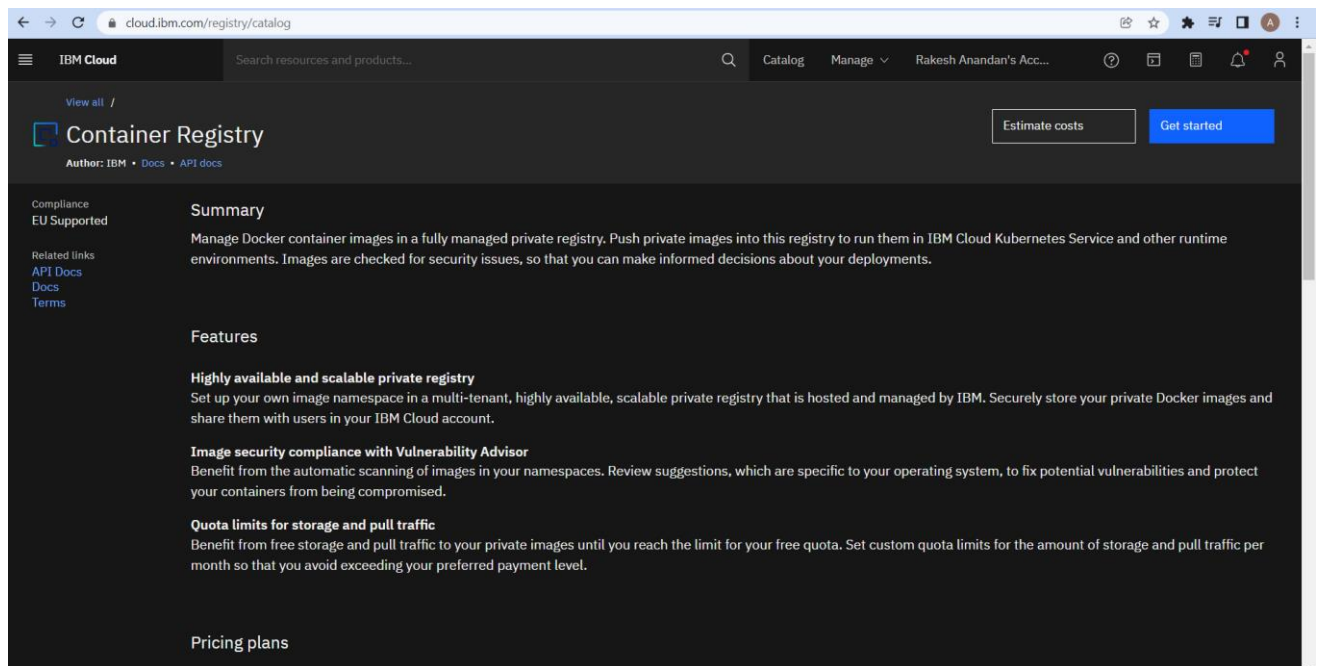 cloud.ibm.com/registry/catalog
A
IBM Cloud
Search resources and products...
Catalog
Manage
Rakesh Anandan's Acc...
View all /
Container Registry
Author: IBM • Docs • API docs
Estimate costs
Get started
Compliance
EU Supported
Related links
API Docs
Docs
Terms
Summary
Manage Docker container images in a fully managed private registry. Push private images into this registry to run them in IBM Cloud Kubernetes Service and other runtime
environments. Images are checked for security issues, so that you can make informed decisions about your deployments.
Features
Highly available and scalable private registry
Set up your own image namespace in a multi-tenant, highly available, scalable private registry that is hosted and managed by IBM. Securely store your private Docker images and
share them with users in your IBM Cloud account.
Image security compliance with Vulnerability Advisor
Benefit from the automatic scanning of images in your namespaces. Review suggestions, which are specific to your operating system, to fix potential vulnerabilities and protect
your containers from being compromised.
Quota limits for storage and pull traffic
Benefit from free storage and pull traffic to your private images until you reach the limit for your free quota. Set custom quota limits for the amount of storage and pull traffic per
month so that you avoid exceeding your preferred payment level.
Pricing plans